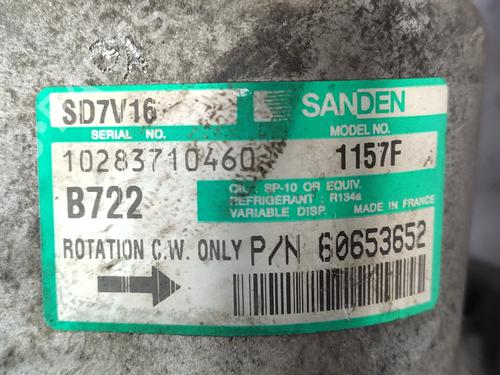 SD7V16
SANDEN
SERIAL NO.
MODEL NO.
10283710460
1157F
B722
OIL: SP-10 OR EQUIV.
REFRIGERANT : R134a
VARIABLE DISP. MADE IN FRANCE
ROTATION C.W. ONLY
P/N 60653652